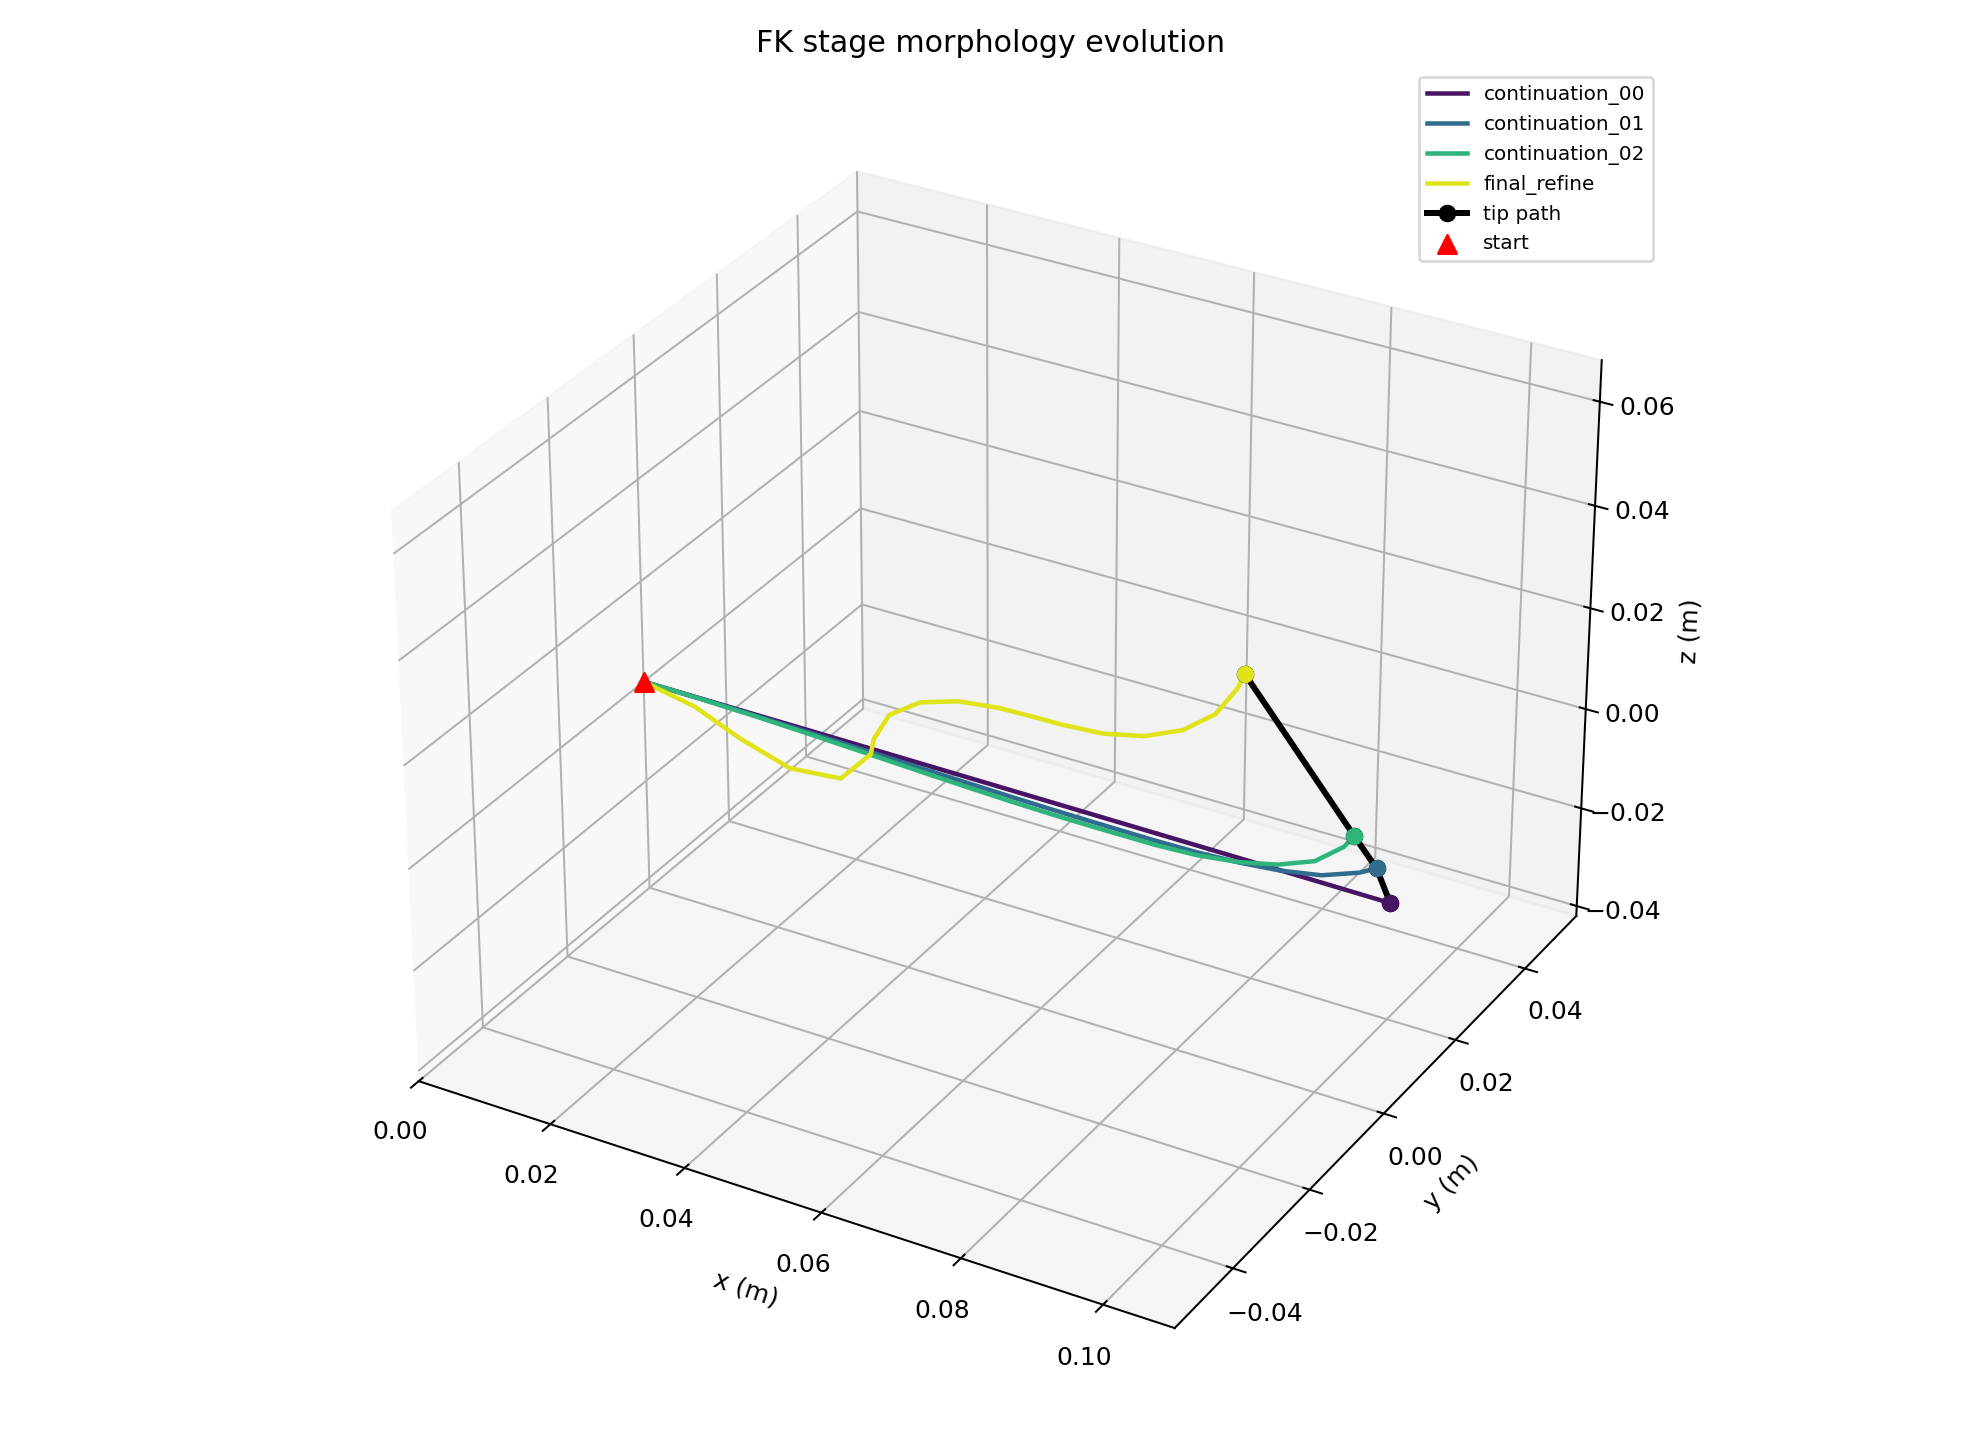 FK stage morphology evolution
continuation_00
continuation_01
continuation_02
final_refine
tip path
start
0.06
0.04
0.02
0.00
−0.02
−0.04
z (m)
0.04
0.02
0.00
−0.02
−0.04
y (m)
0.00
0.02
0.04
0.06
0.08
0.10
x (m)